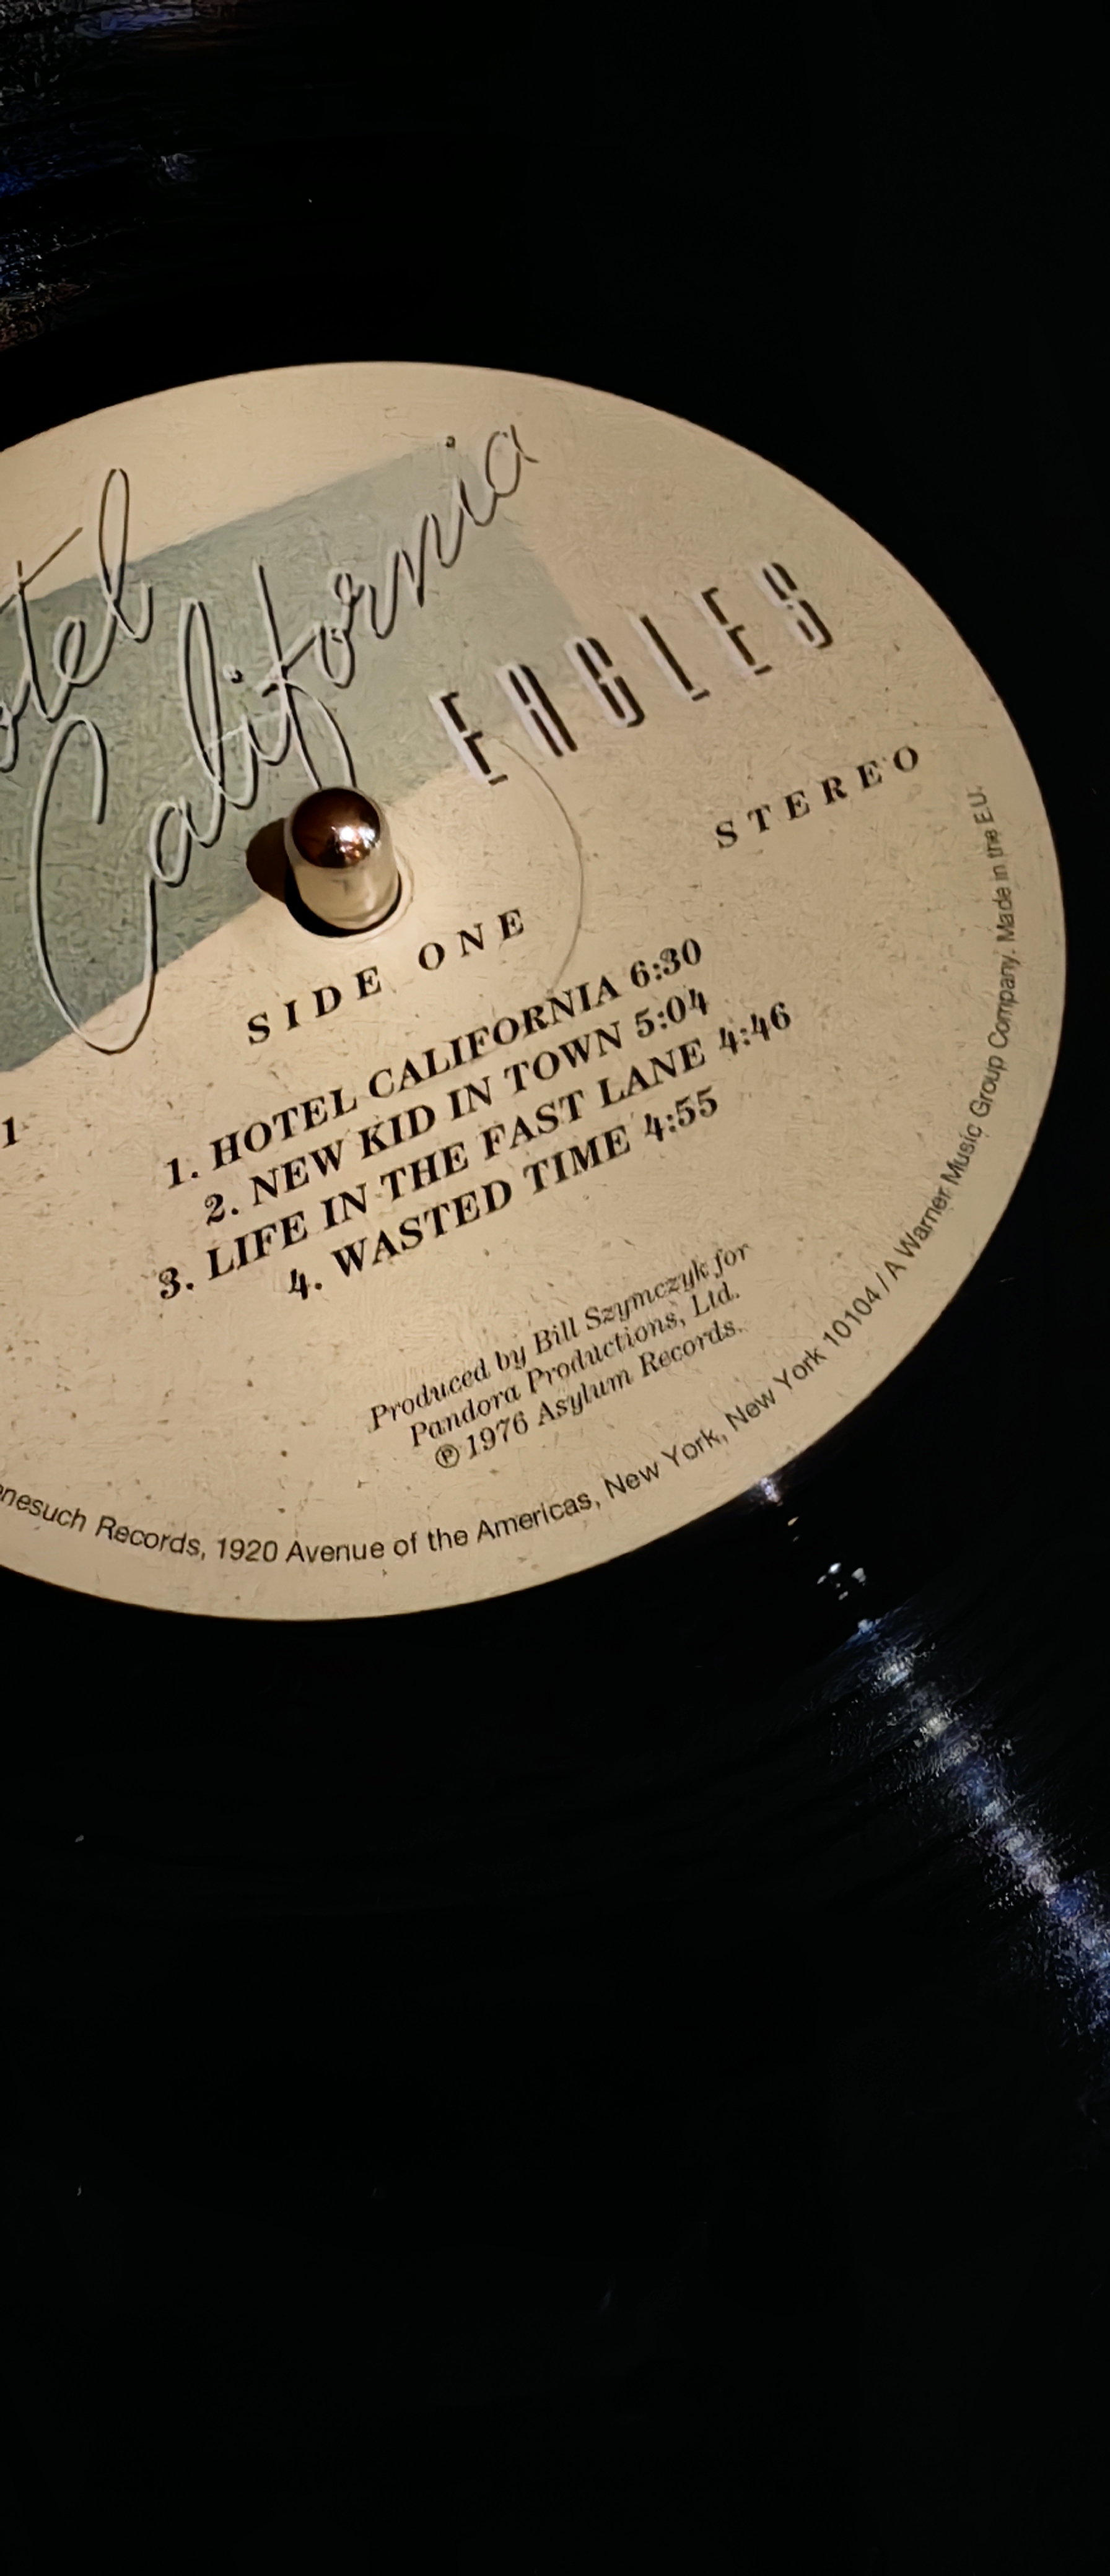 otel
California
EAGLES
STEREO
SIDE ONE
1
1. HOTEL CALIFORNIA 6:30
2. NEW KID IN TOWN 5:04
3. LIFE IN THE FAST LANE 4:46
4. WASTED TIME 4:55
Produced by Bill Szymczyk for
Pandora Productions, Ltd.
℗ 1976 Asylum Records.
onesuch Records, 1920 Avenue of the Americas, New York, New York 10104 / A Warner Music Group Company. Made in the E.U.